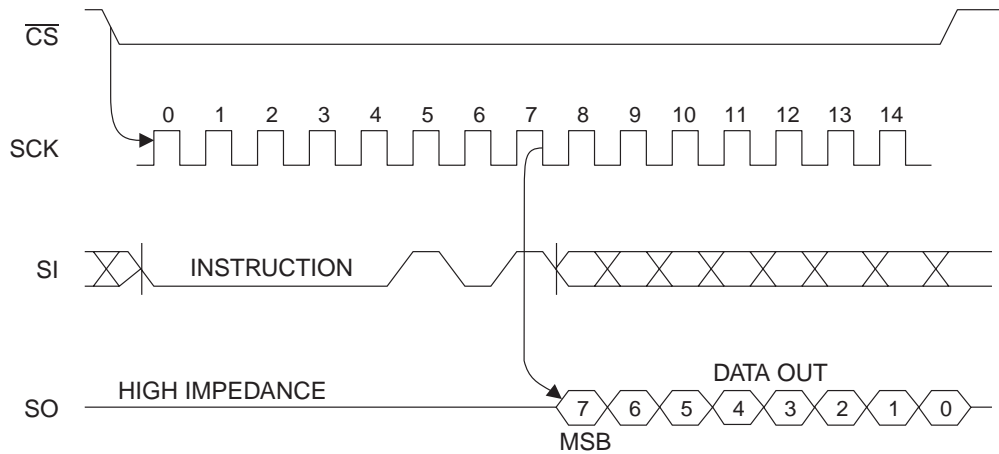 CS
0 1 2 3 4 5 6 7 8 9 10 11 12 13 14
SCK
SI
INSTRUCTION
HIGH IMPEDANCE
DATA OUT
SO
7 6 5 4 3 2 1 0
MSB